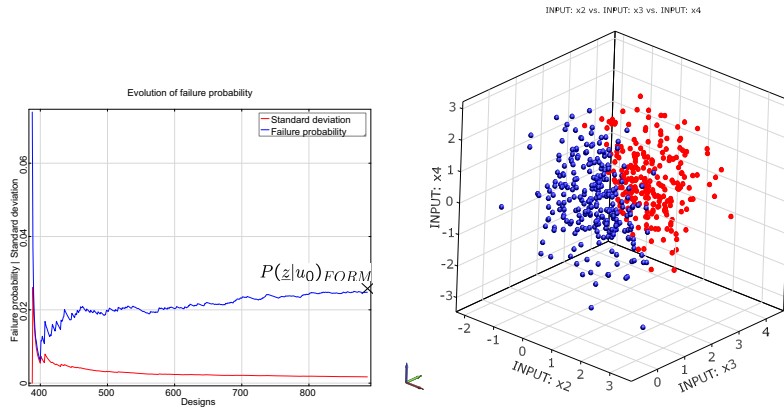 INPUT: x2 vs. INPUT: x3 vs. INPUT: x4
Evolution of failure probability
Standard deviation
Failure probability
Failure probability | Standard deviation
0.06
0.04
0.02
0
P(z|u0)FORM
400
500
600
700
800
Designs
INPUT: x4
3
2
1
0
-1
-2
-3
-2
-1
0
1
2
3
INPUT: x2
0
1
2
3
4
INPUT: x3